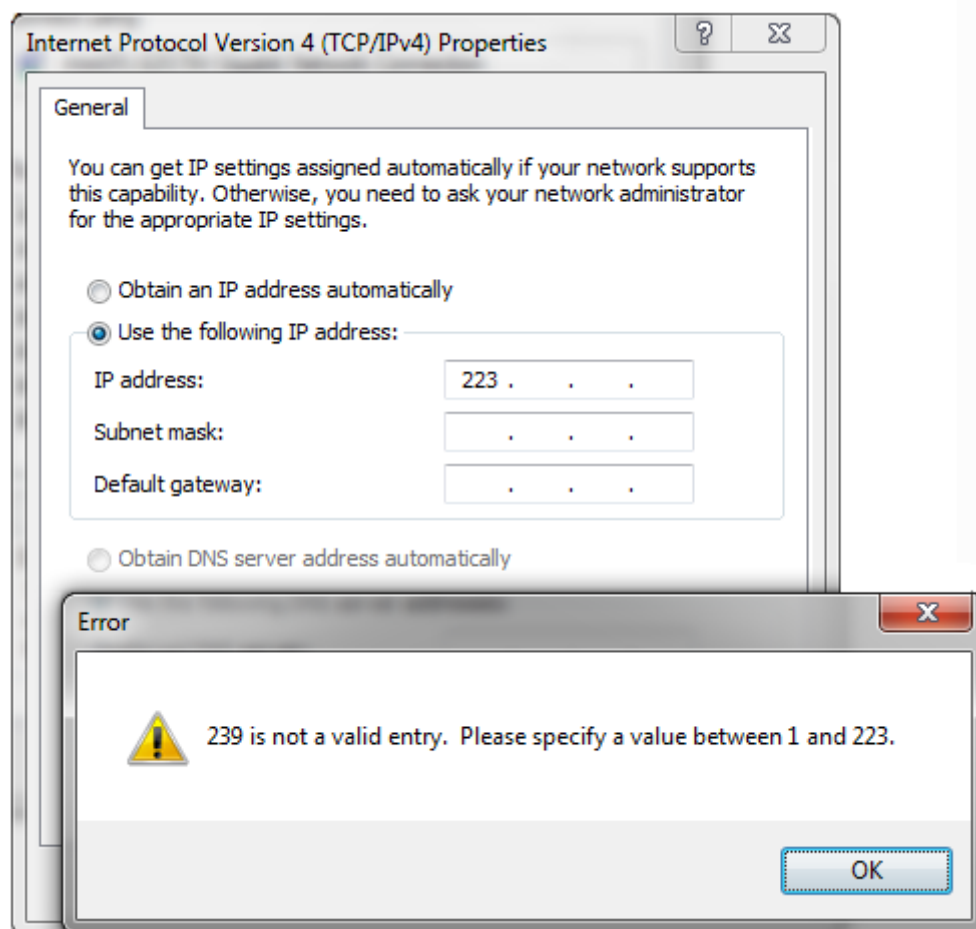 Internet Protocol Version 4 (TCP/IPv4) Properties
General
You can get IP settings assigned automatically if your network supports
this capability. Otherwise, you need to ask your network administrator
for the appropriate IP settings.
Obtain an IP address automatically
Use the following IP address:
IP address: 223 . . .
Subnet mask: . . .
Default gateway: . . .
Obtain DNS server address automatically
Error
239 is not a valid entry. Please specify a value between 1 and 223.
OK